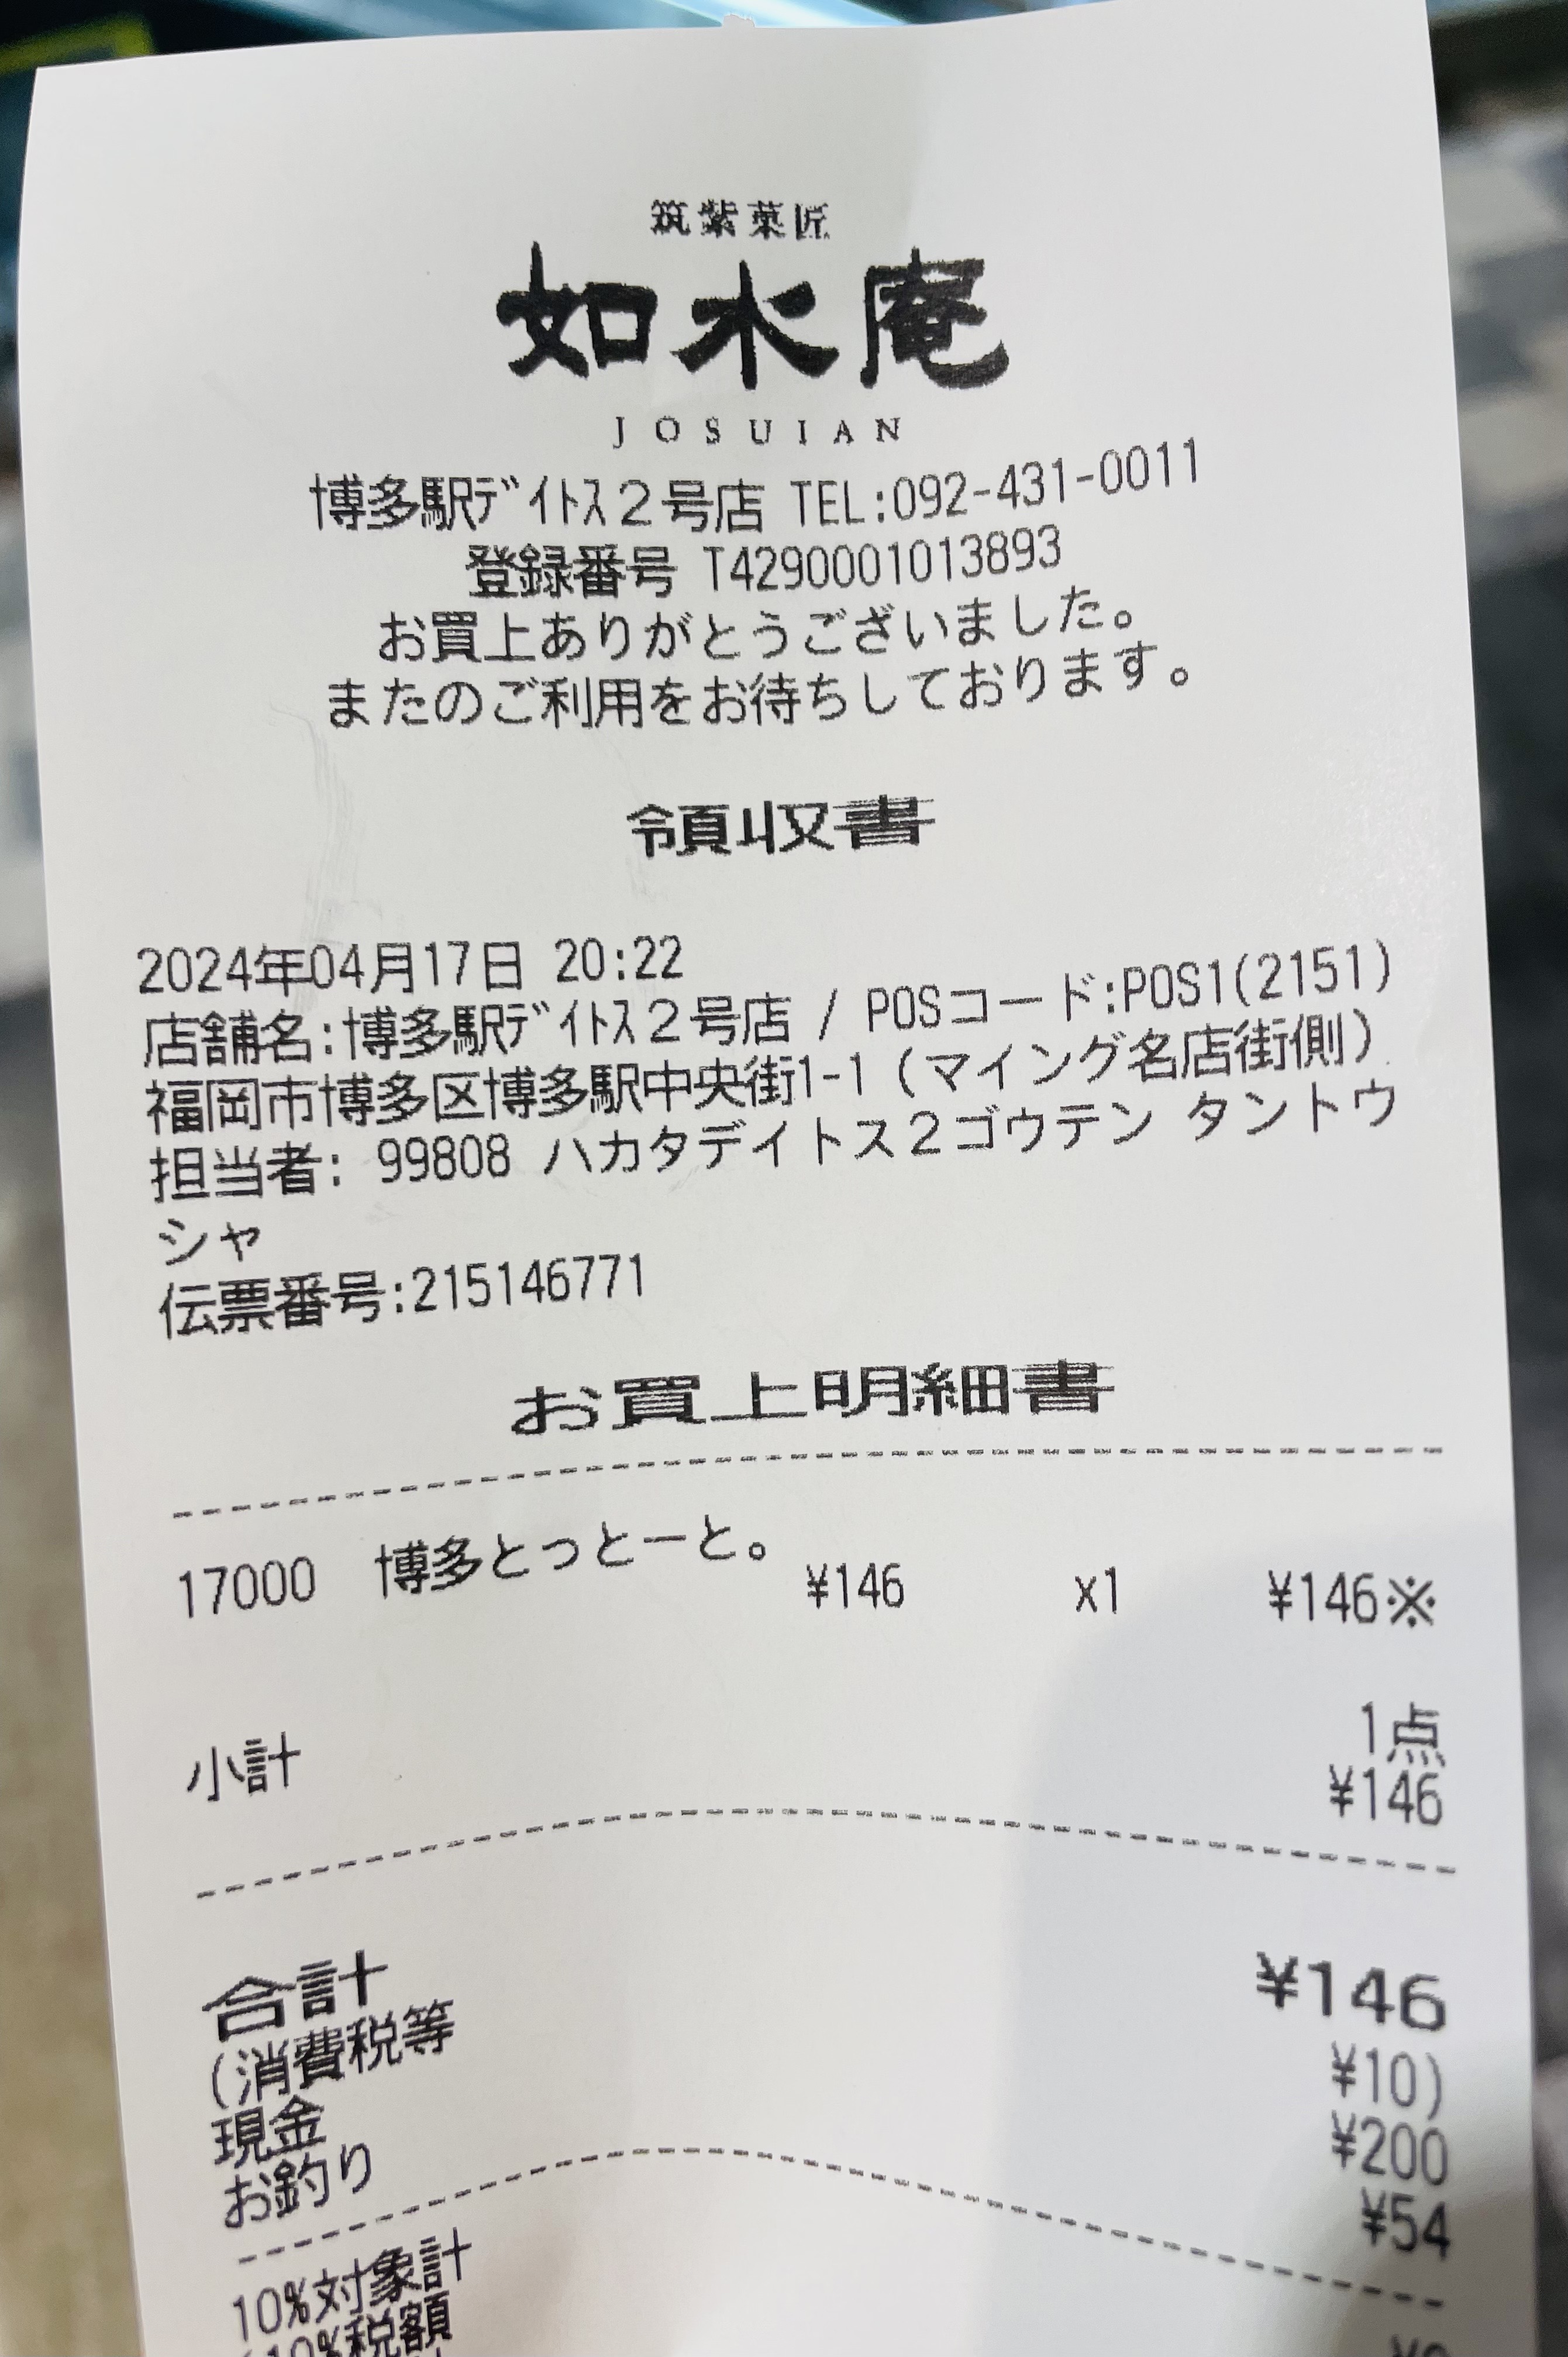 筑紫菓匠
如水庵
JOSUIAN
博多駅ﾃﾞｲﾄｽ２号店 TEL:092-431-0011
登録番号 T4290001013893
お買上ありがとうございました。
またのご利用をお待ちしております。
領収書
2024年04月17日 20:22
店舗名:博多駅ﾃﾞｲﾄｽ２号店 / POSコード:POS1(2151)
福岡市博多区博多駅中央街1-1 (マイング名店街側)
担当者: 99808 ハカタデイトス２ゴウテン タントウ
シャ
伝票番号:215146771
お買上明細書
17000 博多とっとーと。
¥146 x1 ¥146※
1点
小計 ¥146
合計 ¥146
(消費税等 ¥10)
現金 ¥200
お釣り ¥54
10%対象計